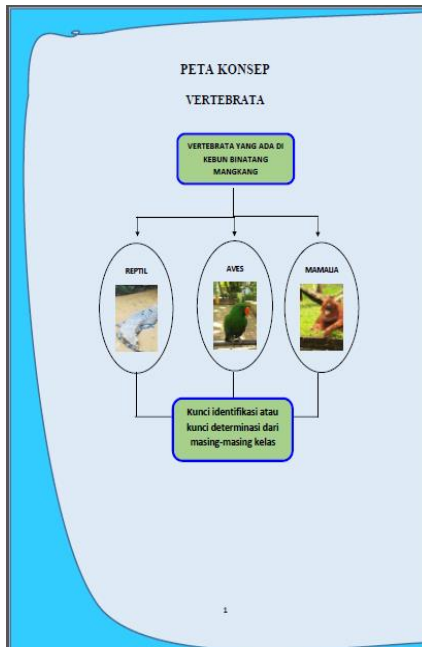 PETA KONSEP
VERTEBRATA
VERTEBRATA YANG ADA DI
KEBUN BINATANG
MANGKANG
REPTIL
AVES
MAMALIA
Kunci identifikasi atau
kunci determinasi dari
masing-masing kelas
1